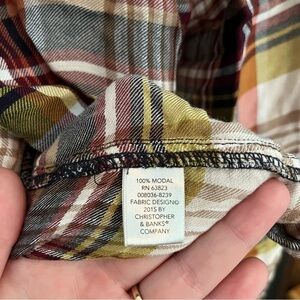 100% MODAL
RN 63823
008036-8239
FABRIC DESIGN©
2015 BY
CHRISTOPHER
& BANKS®
COMPANY